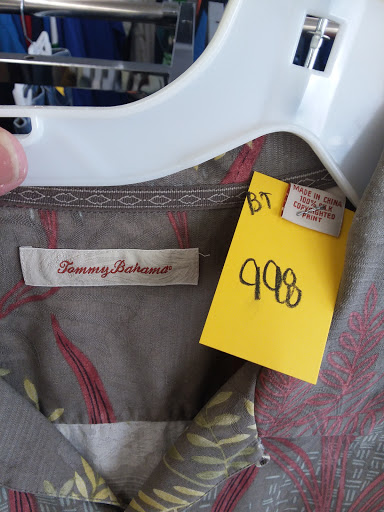 BT
MADE IN CHINA
100% SILK
COPYRIGHTED
PRINT
Tommy Bahama®
998